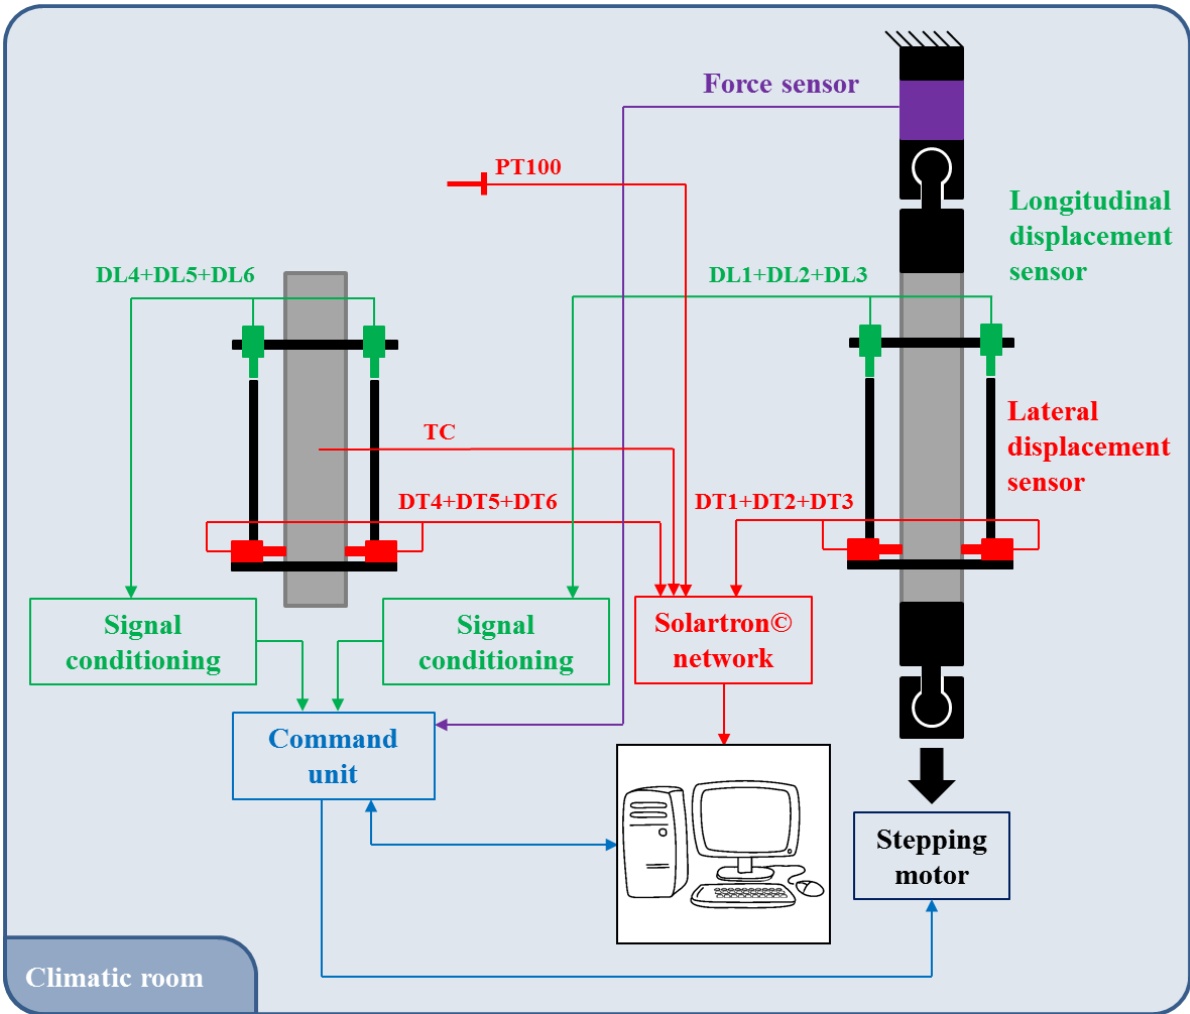 Force sensor
PT100
Longitudinal
displacement
sensor
DL4+DL5+DL6
DL1+DL2+DL3
Lateral
displacement
sensor
TC
DT4+DT5+DT6
DT1+DT2+DT3
Signal
conditioning
Signal
conditioning
Solartron©
network
Command
unit
Stepping
motor
Climatic room